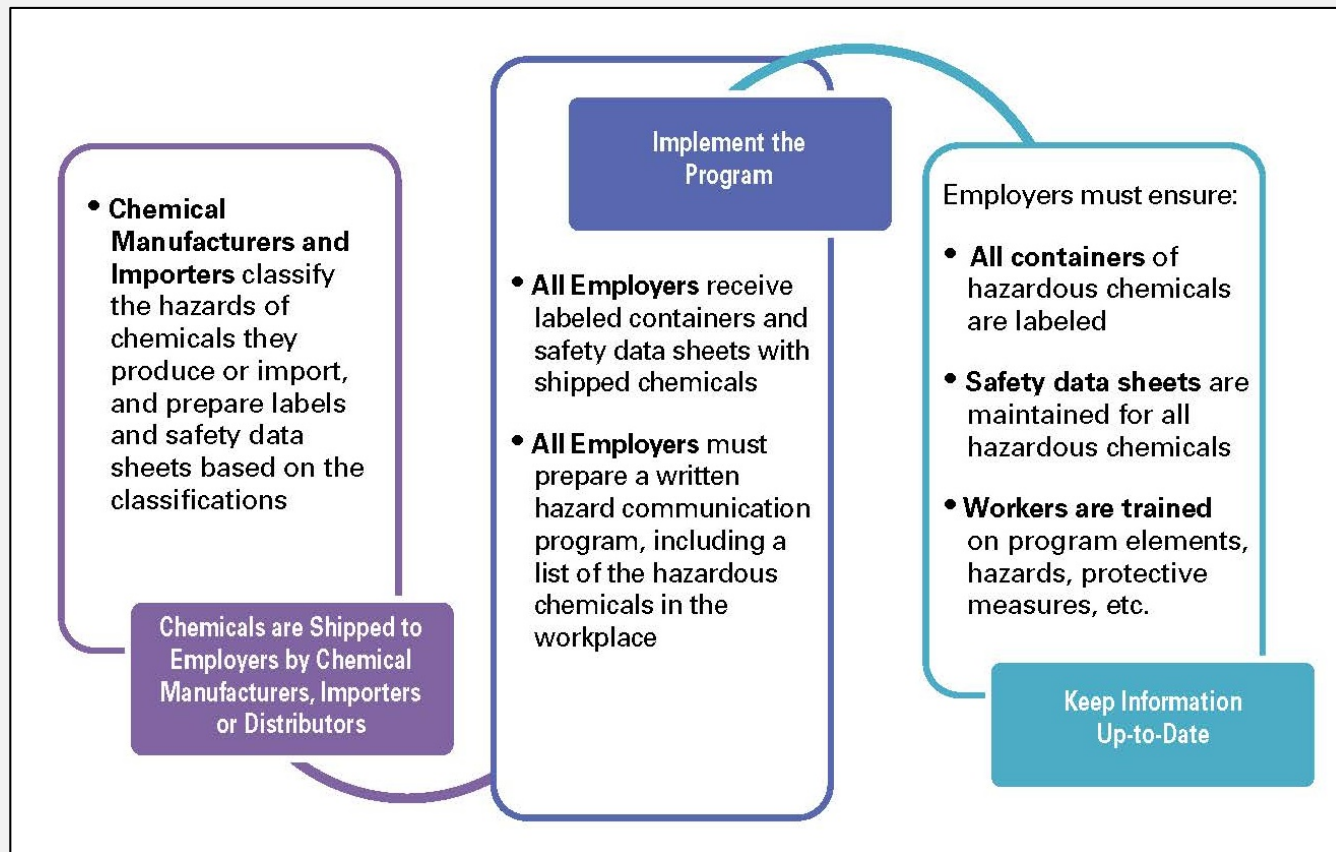 • Chemical
Manufacturers and
Importers classify
the hazards of
chemicals they
produce or import,
and prepare labels
and safety data
sheets based on the
classifications
Chemicals are Shipped to
Employers by Chemical
Manufacturers, Importers
or Distributors
Implement the
Program
• All Employers receive
labeled containers and
safety data sheets with
shipped chemicals
• All Employers must
prepare a written
hazard communication
program, including a
list of the hazardous
chemicals in the
workplace
Employers must ensure:
• All containers of
hazardous chemicals
are labeled
• Safety data sheets are
maintained for all
hazardous chemicals
• Workers are trained
on program elements,
hazards, protective
measures, etc.
Keep Information
Up-to-Date